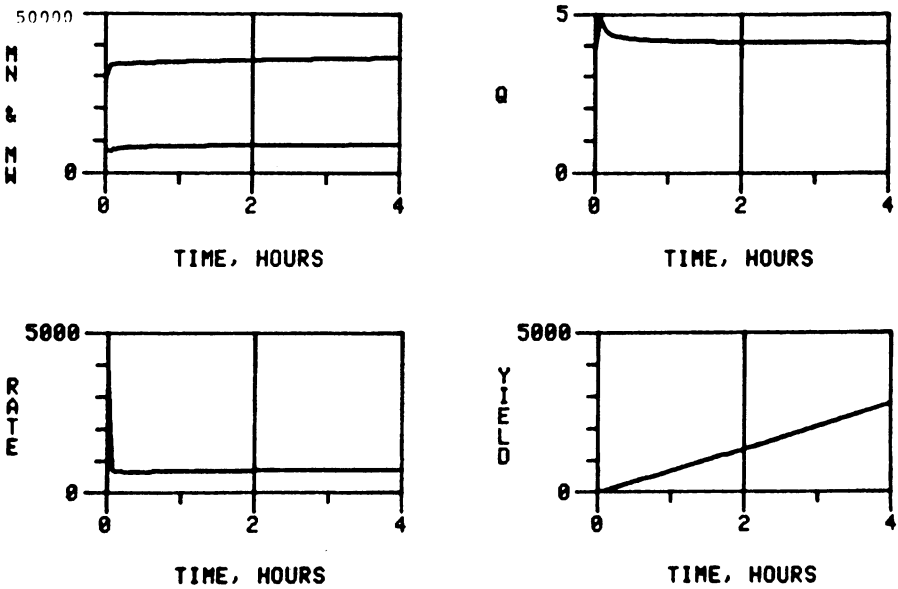 50000
MN & MW
0
0 2 4
TIME, HOURS
5
Q
0
0 2 4
TIME, HOURS
5000
RATE
0
0 2 4
TIME, HOURS
5000
YIELD
0
0 2 4
TIME, HOURS